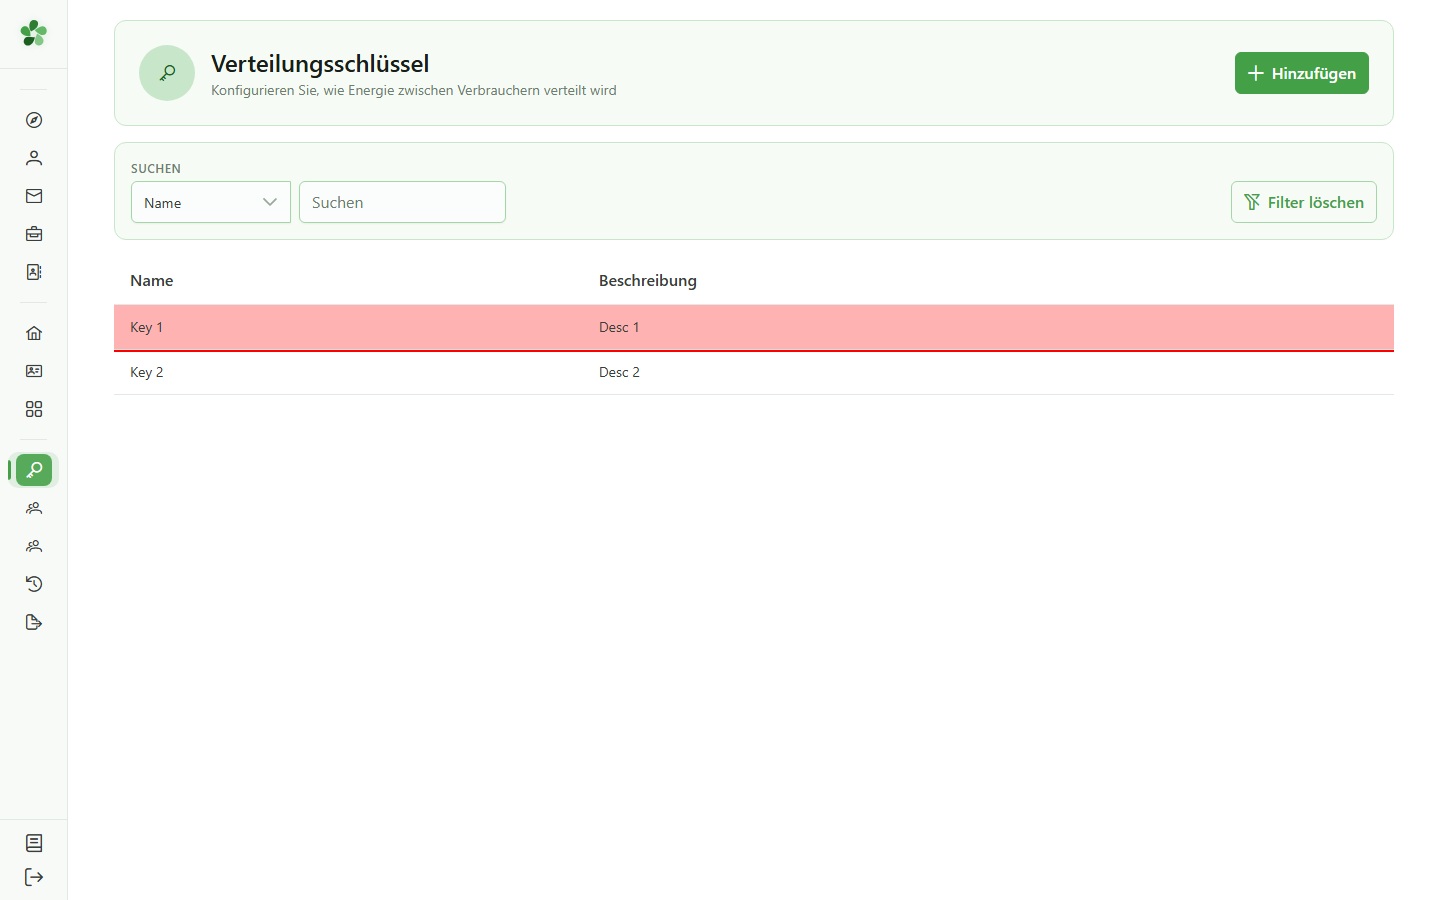 Verteilungsschlüssel
Konfigurieren Sie, wie Energie zwischen Verbrauchern verteilt wird
Hinzufügen
SUCHEN
Name
Suchen
Filter löschen
Name Beschreibung
Key 1 Desc 1
Key 2 Desc 2